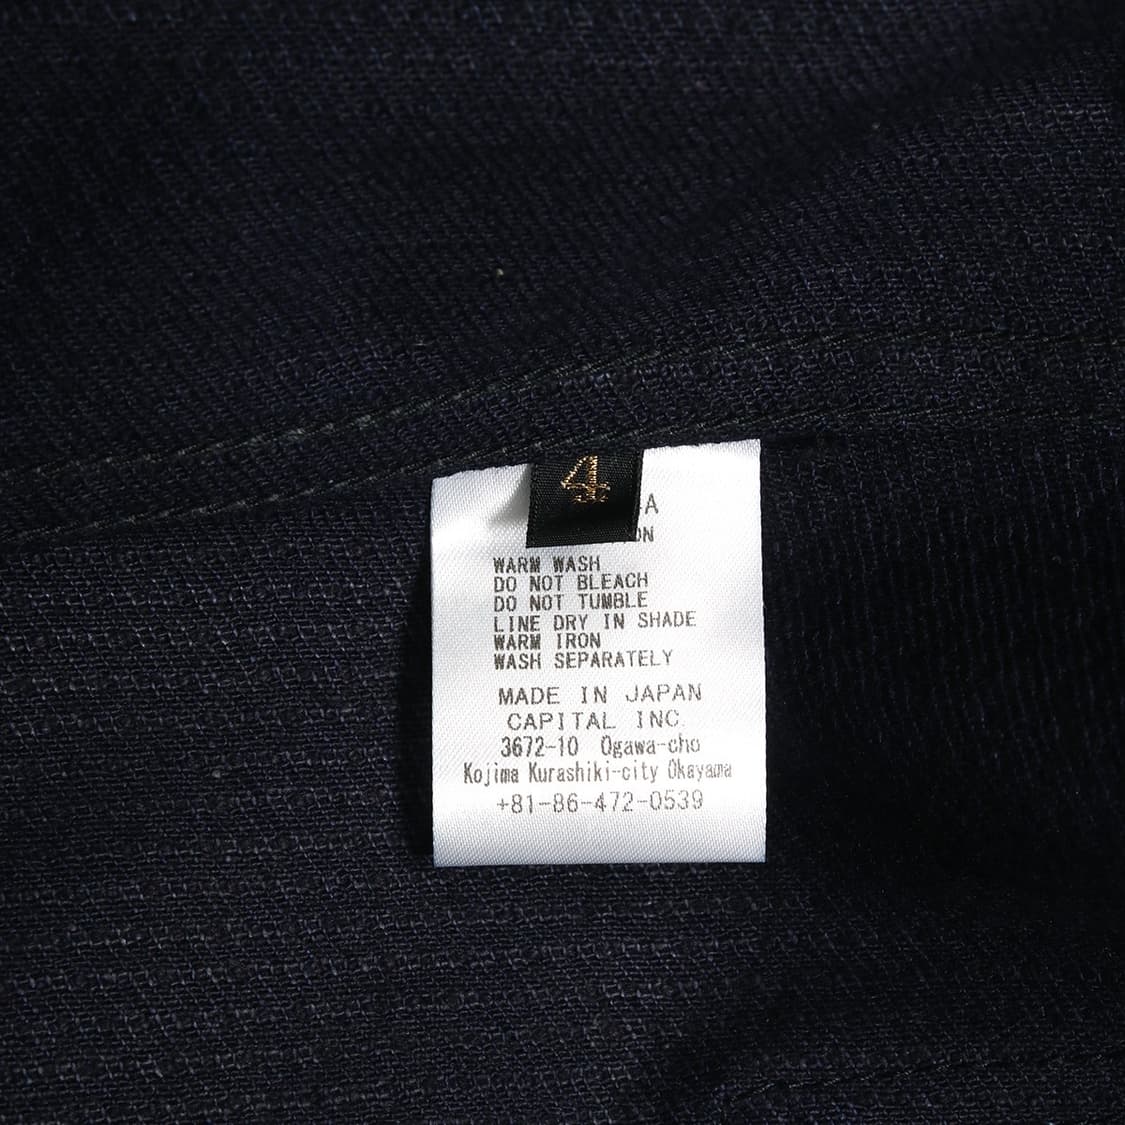 4
A
ON
WARM WASH
DO NOT BLEACH
DO NOT TUMBLE
LINE DRY IN SHADE
WARM IRON
WASH SEPARATELY
MADE IN JAPAN
CAPITAL INC.
3672-10 Ogawa-cho
Kojima Kurashiki-city Okayama
+81-86-472-0539